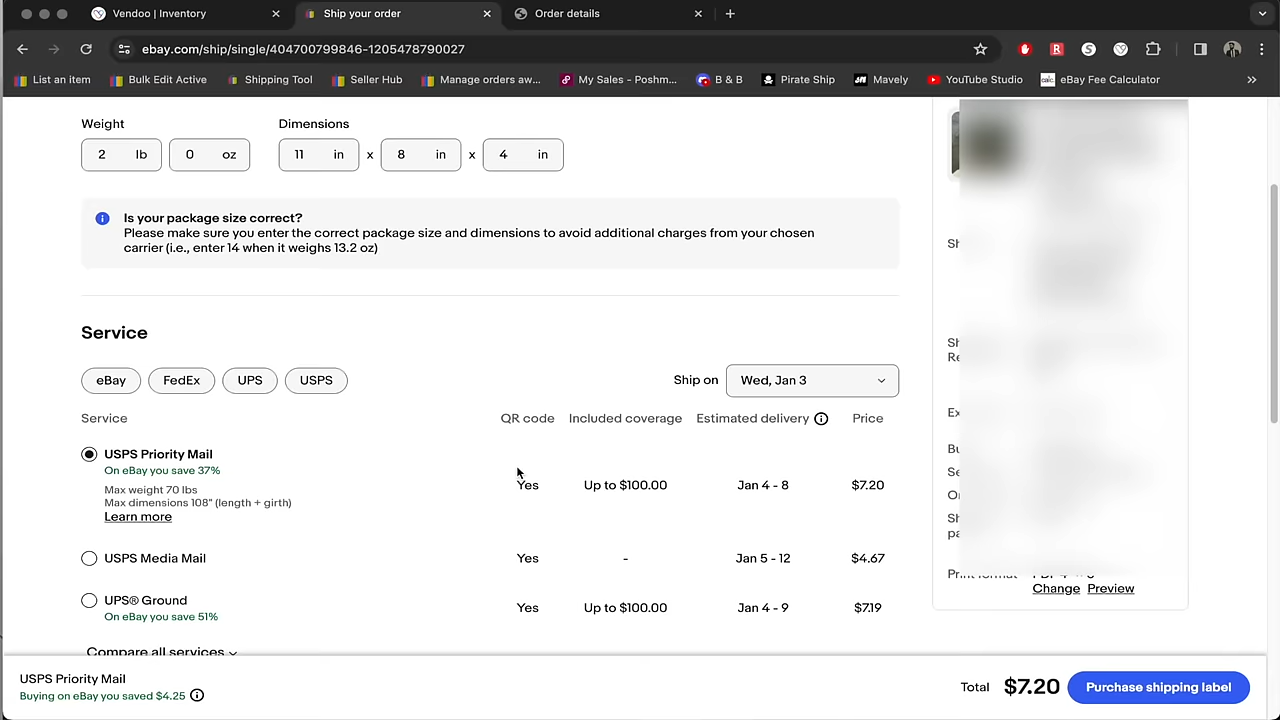 Vendoo | Inventory
Ship your order
Order details
ebay.com/ship/single/404700799846-1205478790027
List an item
Bulk Edit Active
Shipping Tool
Seller Hub
Manage orders aw...
My Sales - Poshm...
B & B
Pirate Ship
Mavely
YouTube Studio
eBay Fee Calculator
Weight
Dimensions
2 lb 0 oz 11 in x 8 in x 4 in
Is your package size correct?
Please make sure you enter the correct package size and dimensions to avoid additional charges from your chosen
carrier (i.e., enter 14 when it weighs 13.2 oz)
Service
eBay FedEx UPS USPS Ship on Wed, Jan 3
Service QR code Included coverage Estimated delivery Price
USPS Priority Mail
On eBay you save 37%
Max weight 70 lbs
Max dimensions 108" (length + girth)
Learn more
Yes Up to $100.00 Jan 4 - 8 $7.20
USPS Media Mail Yes - Jan 5 - 12 $4.67
UPS® Ground
On eBay you save 51%
Yes Up to $100.00 Jan 4 - 9 $7.19
Compare all services
Change Preview
USPS Priority Mail
Buying on eBay you saved $4.25
Total $7.20 Purchase shipping label